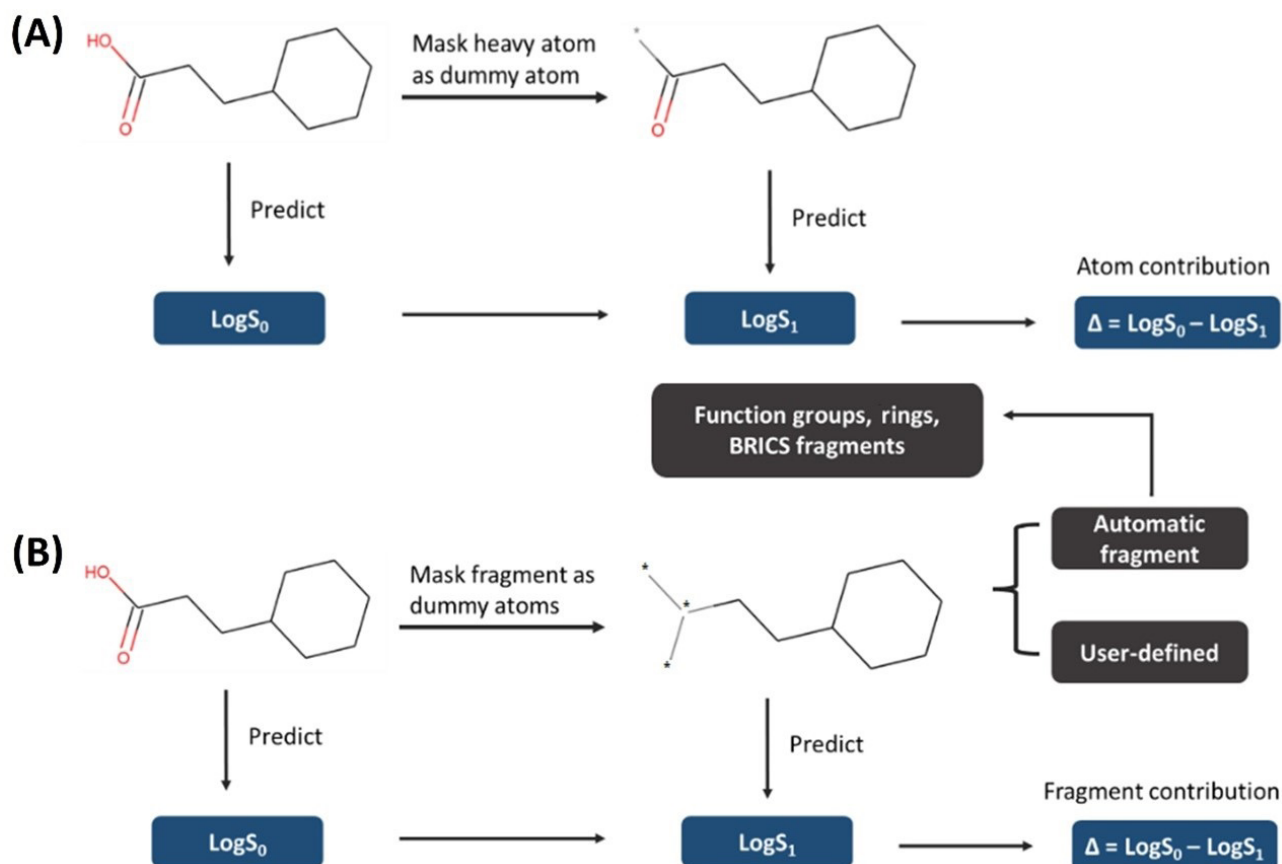 (A)
HO
O
Mask heavy atom
as dummy atom
*
O
Predict
Predict
Atom contribution
LogS₀
LogS₁
Δ = LogS₀ – LogS₁
Function groups, rings,
BRICS fragments
Automatic
fragment
(B)
HO
O
Mask fragment as
dummy atoms
*
*
*
User-defined
Predict
Predict
Fragment contribution
LogS₀
LogS₁
Δ = LogS₀ – LogS₁